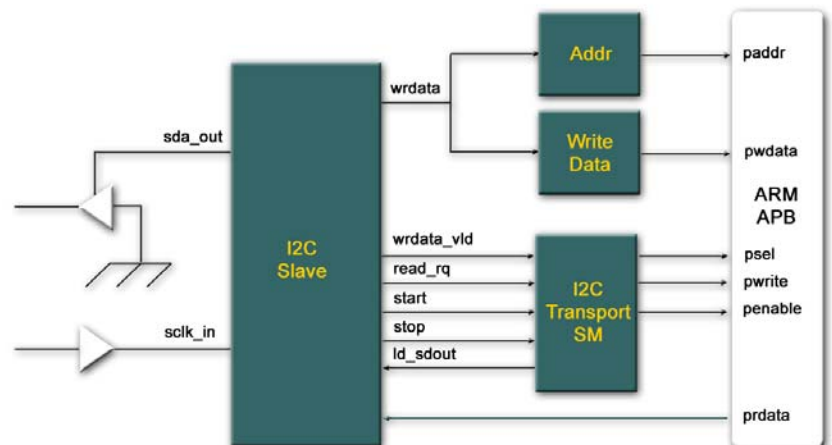 Addr
paddr
wrdata
sda_out
Write
Data
pwdata
ARM
APB
I2C
Slave
wrdata_vld
psel
read_rq
I2C
Transport
SM
pwrite
start
penable
stop
sclk_in
ld_sdout
prdata